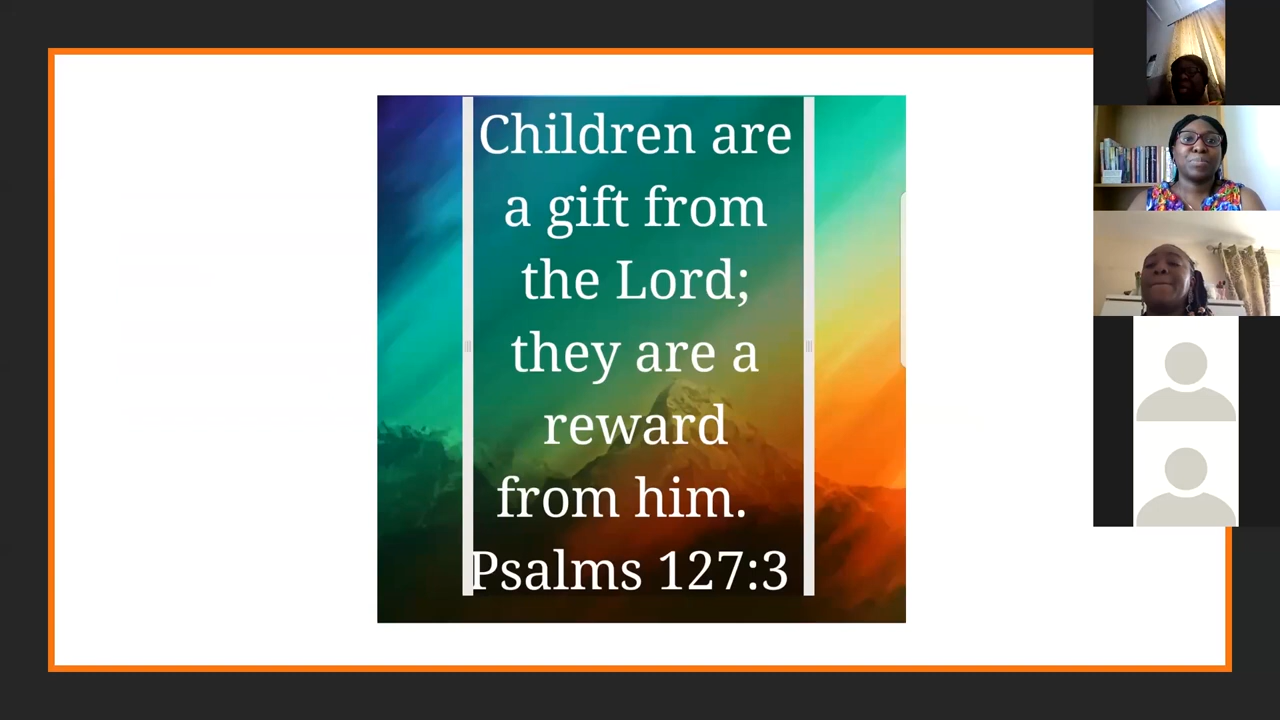 Children are
a gift from
the Lord;
they are a
reward
from him.
Psalms 127:3